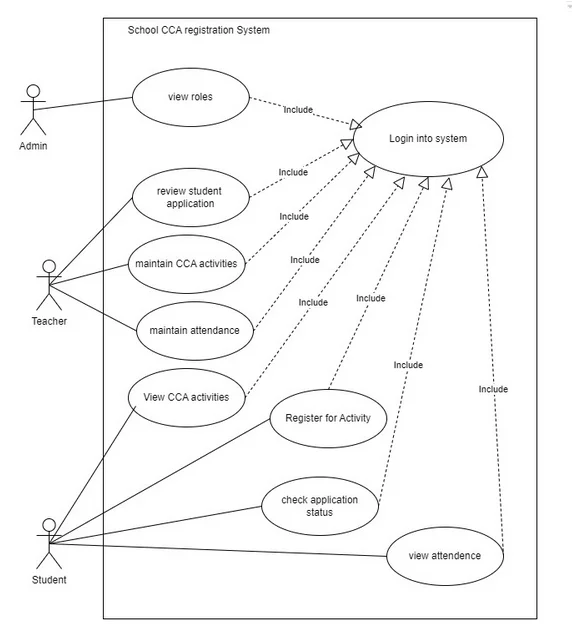 School CCA registration System
view roles
Include
Login into system
Admin
review student
application
Include
Include
maintain CCA activities
Include
Teacher
maintain attendance
Include
Include
View CCA activities
Register for Activity
Include
Include
check application
status
view attendence
Student